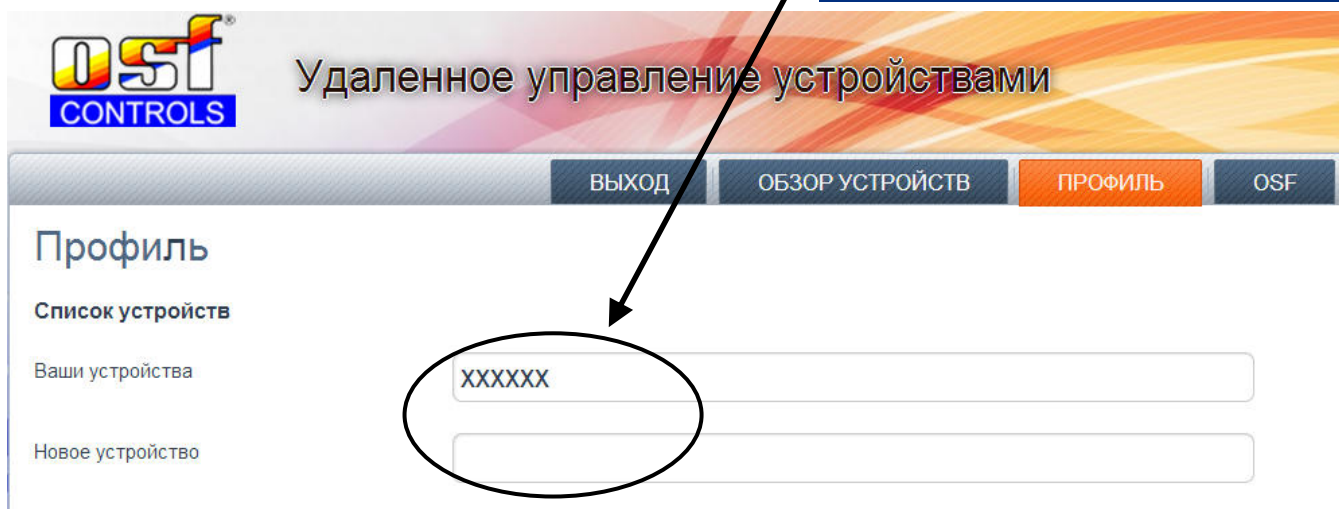 osf®
CONTROLS
Удаленное управление устройствами
ВЫХОД ОБЗОР УСТРОЙСТВ ПРОФИЛЬ OSF
Профиль
Список устройств
Ваши устройства XXXXXX
Новое устройство